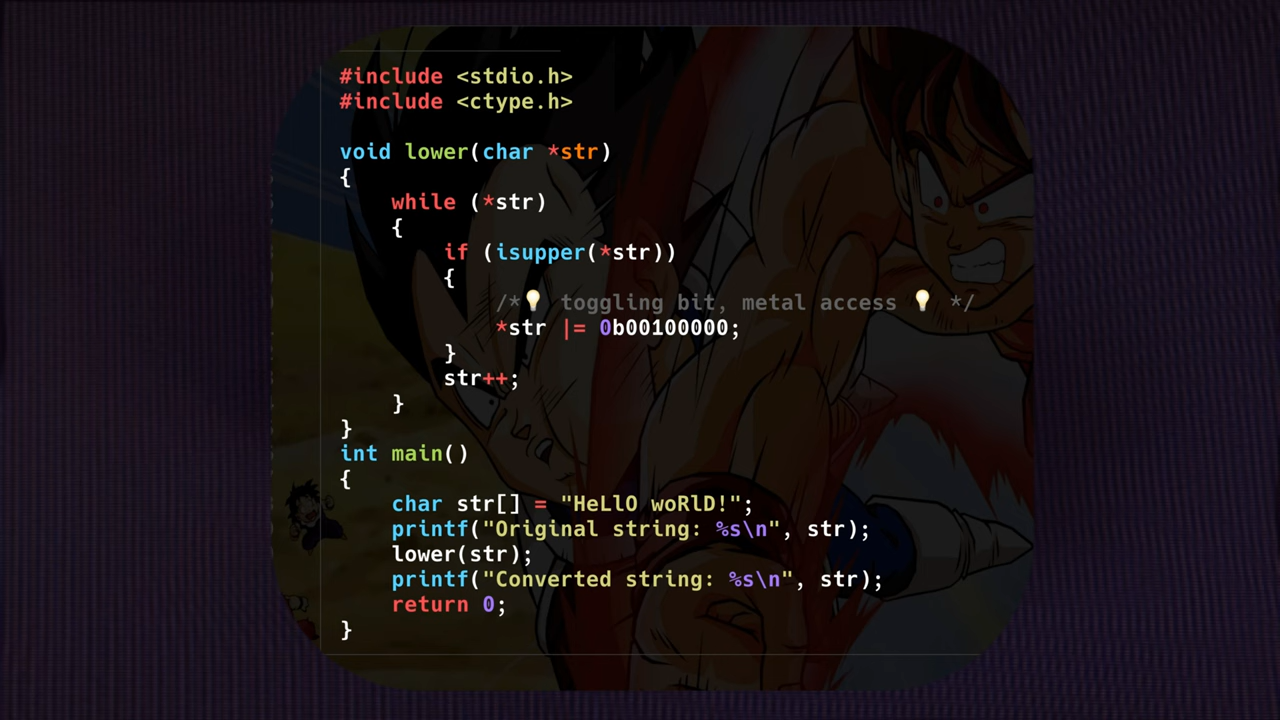 #include <stdio.h>
#include <ctype.h>
void lower(char *str)
{
while (*str)
{
if (isupper(*str))
{
/*💡 toggling bit, metal access 💡 */
*str |= 0b00100000;
}
str++;
}
}
int main()
{
char str[] = "HeLlO woRlD!";
printf("Original string: %s\n", str);
lower(str);
printf("Converted string: %s\n", str);
return 0;
}